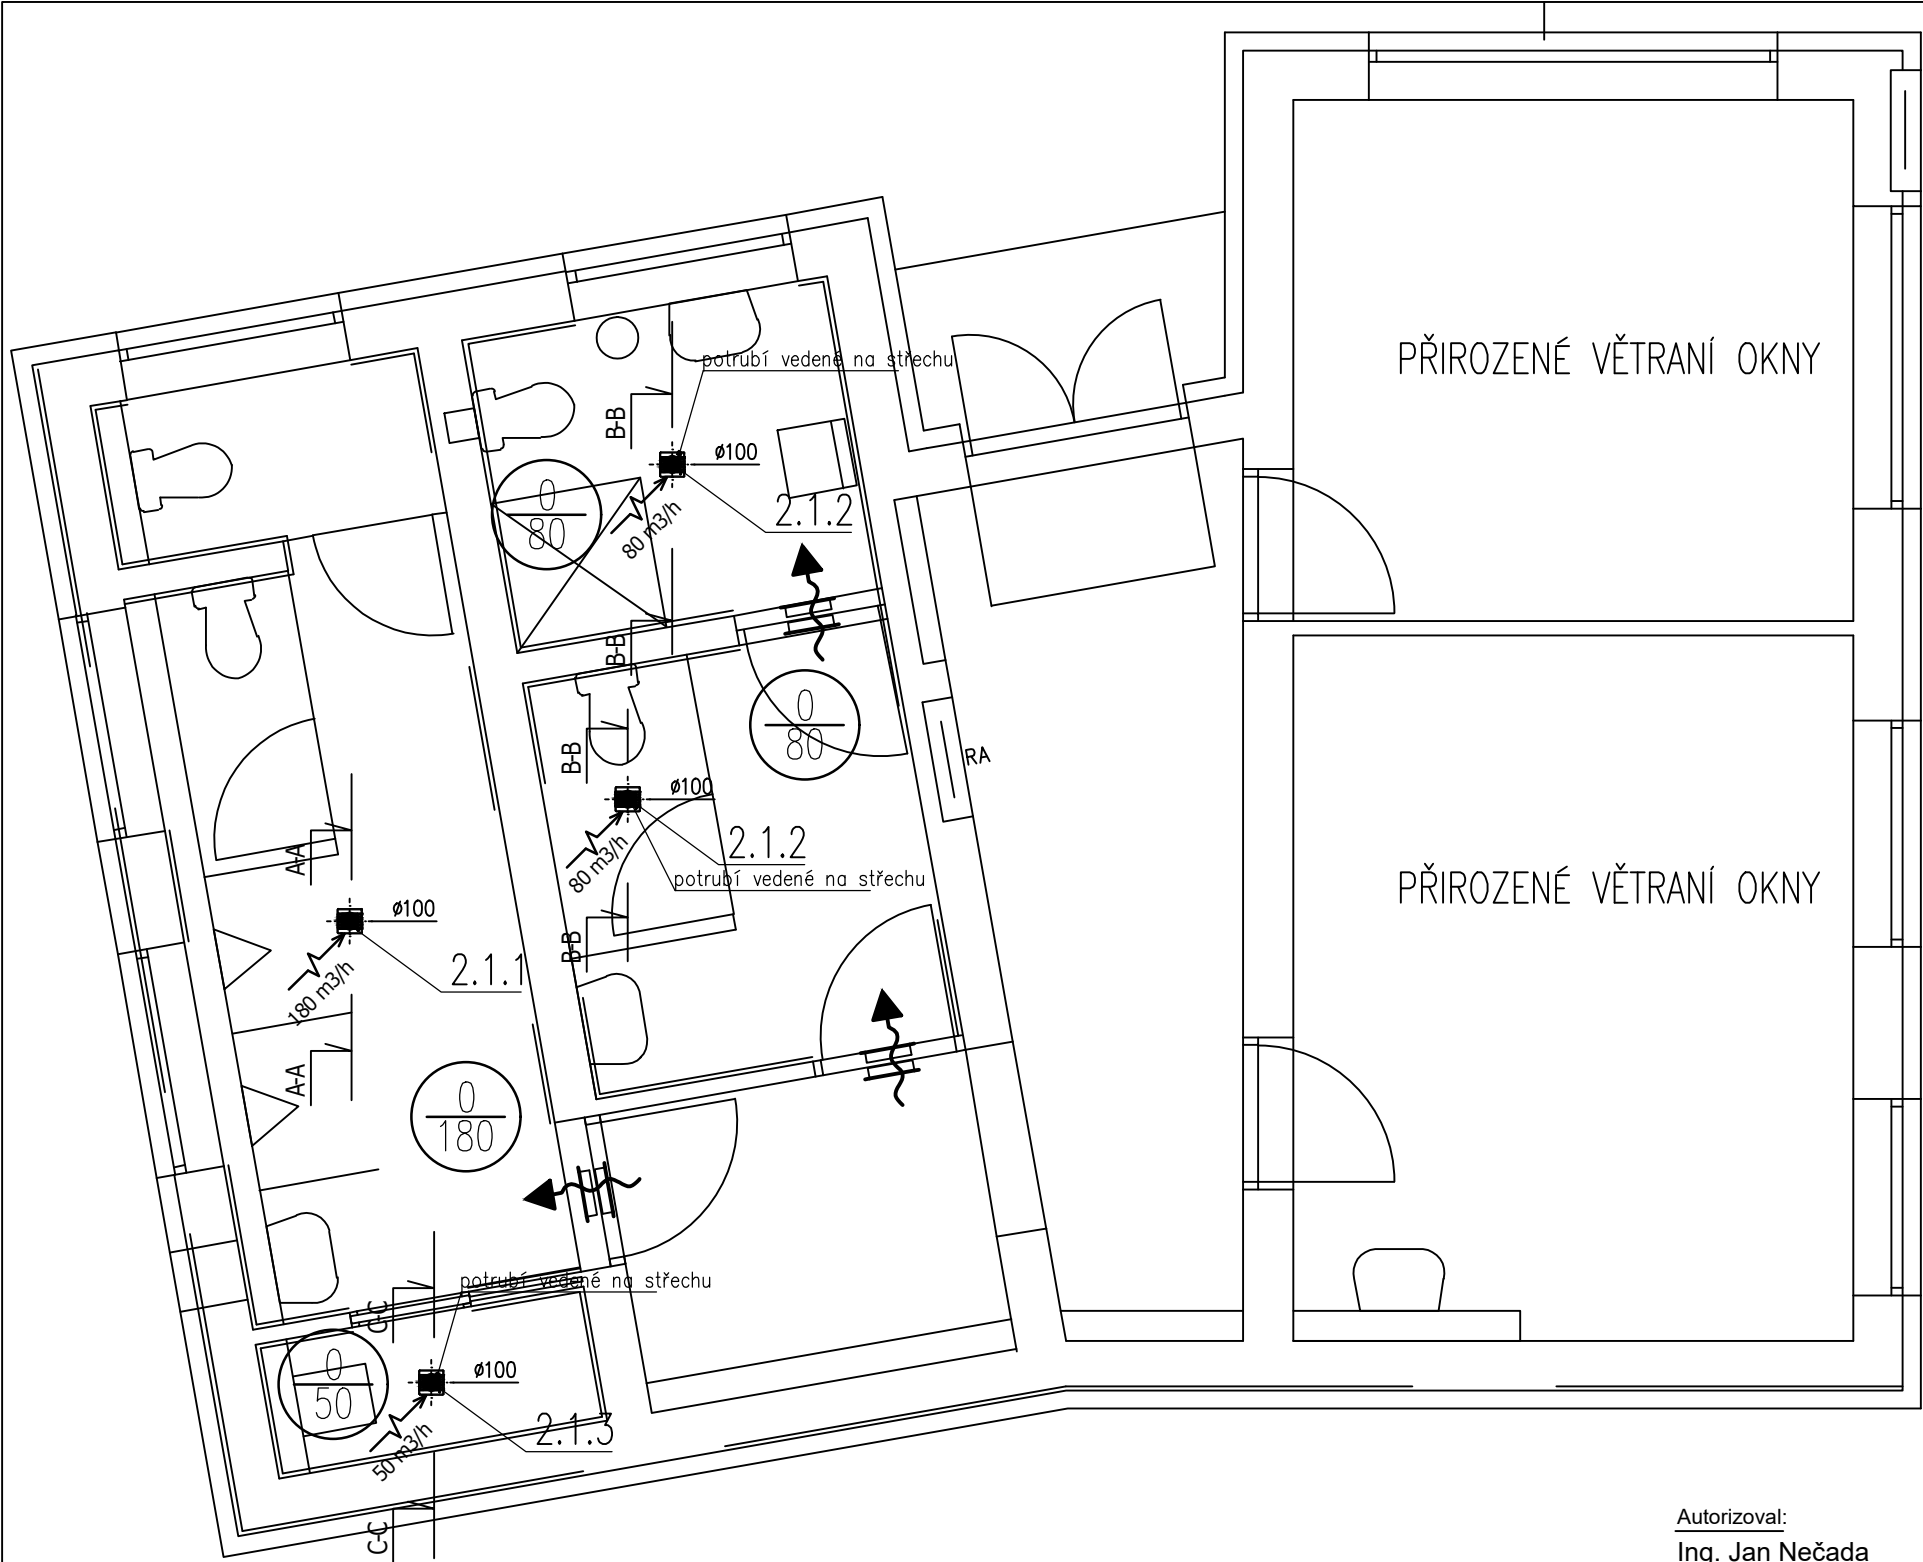 PŘIROZENÉ VĚTRANÍ OKNY
potrubí vedené na střechu
B-B
ø100
0
80
2.1.2
80 m3/h
B-B
0
80
B-B
RA
ø100
2.1.2
80 m3/h
potrubí vedené na střechu
PŘIROZENÉ VĚTRANÍ OKNY
A-A
ø100
B-B
2.1.1
180 m3/h
A-A
0
180
potrubí vedené na střechu
C-C
0
50
ø100
2.1.3
50 m3/h
C-C
Autorizoval:
Ing. Jan Nečada